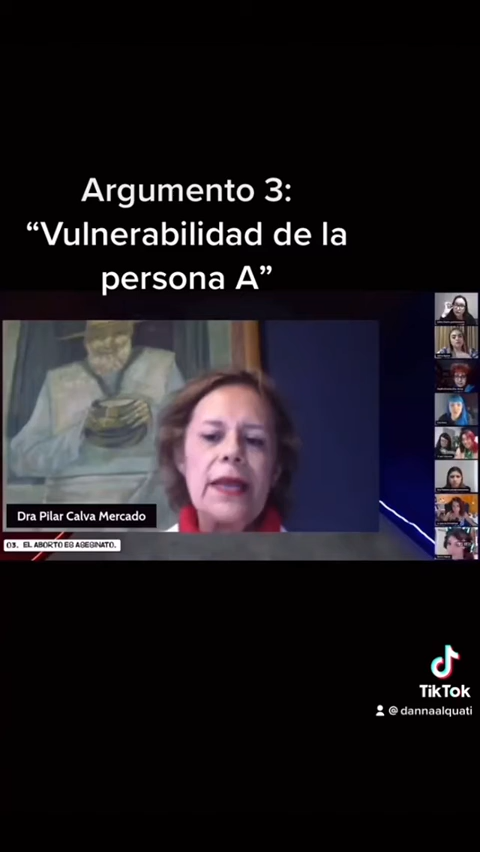 Argumento 3:
“Vulnerabilidad de la
persona A”
Dra Pilar Calva Mercado
03. EL ABORTO ES ASESINATO.
TikTok
@ dannaalquati